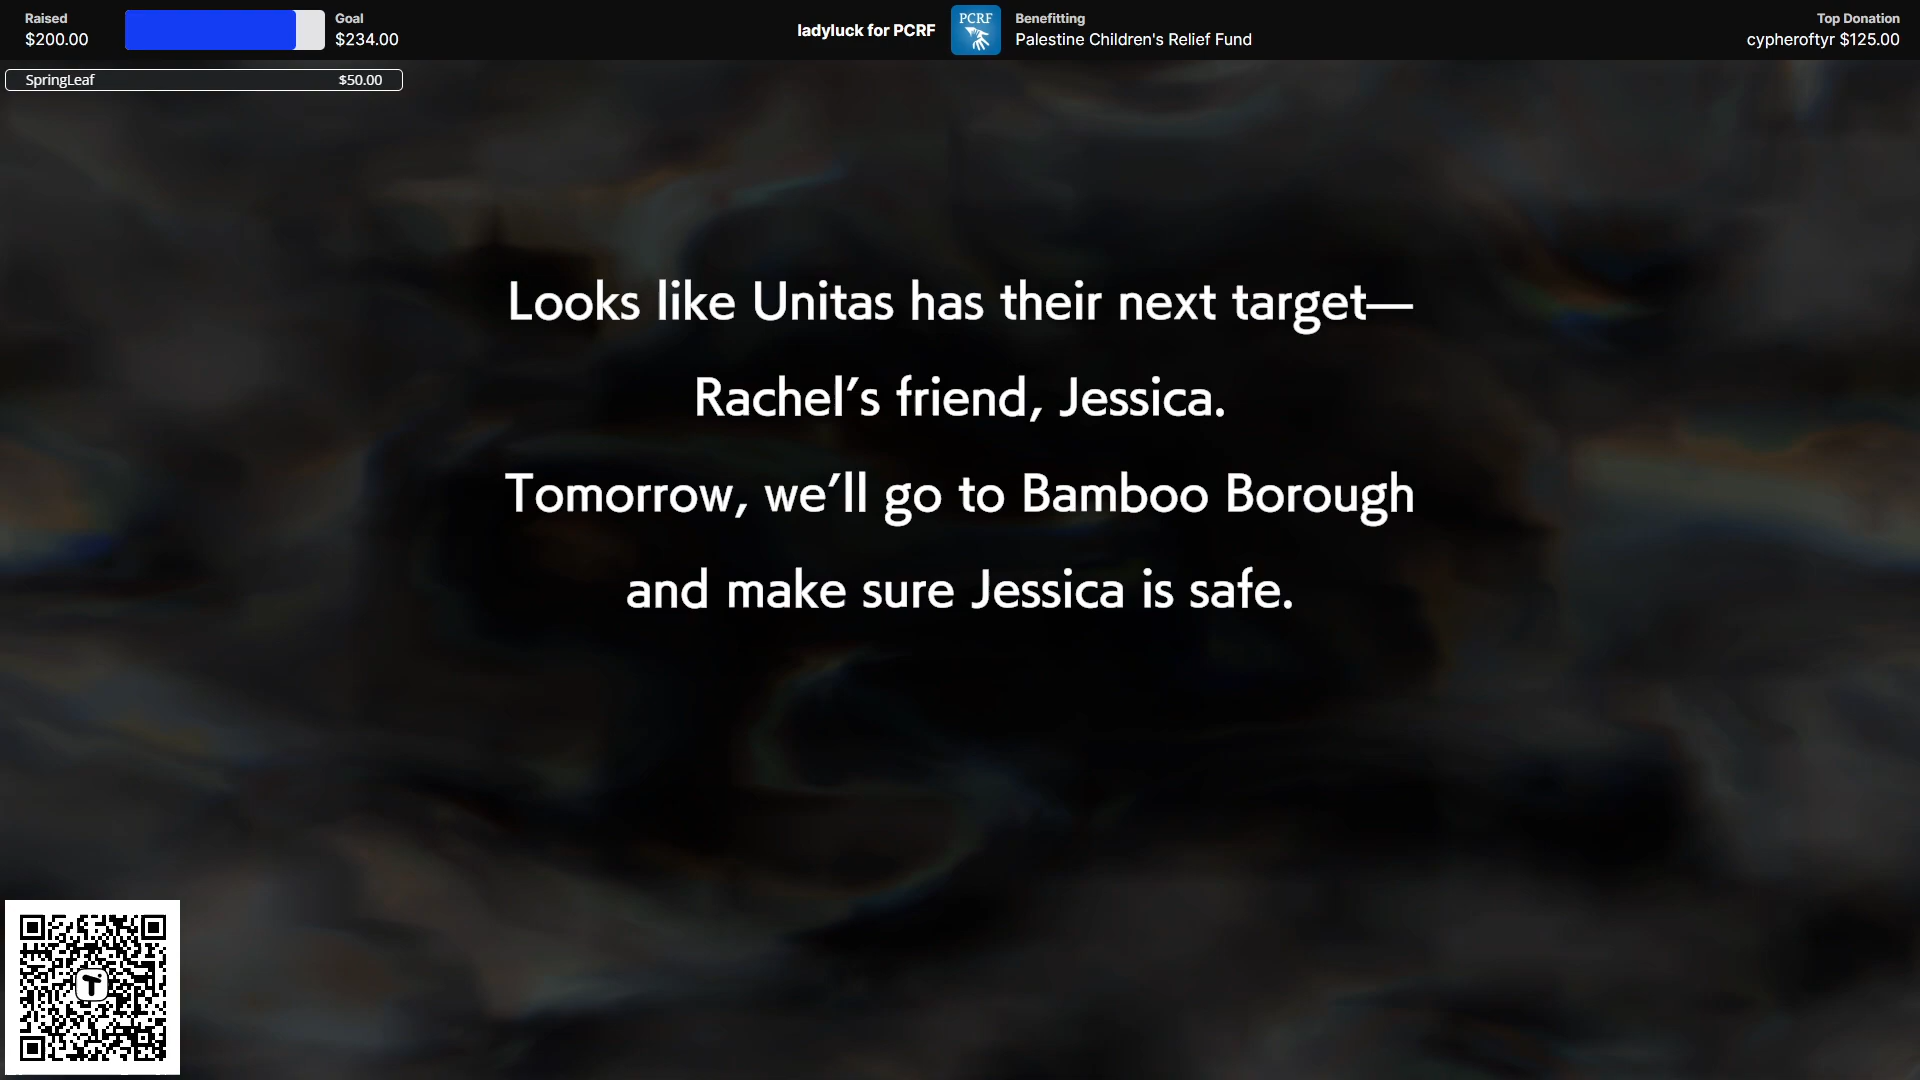 Raised
$200.00
Goal
$234.00
ladyluck for PCRF
PCRF
Benefitting
Palestine Children's Relief Fund
Top Donation
cypheroftyr $125.00
SpringLeaf $50.00
Looks like Unitas has their next target—
Rachel’s friend, Jessica.
Tomorrow, we’ll go to Bamboo Borough
and make sure Jessica is safe.